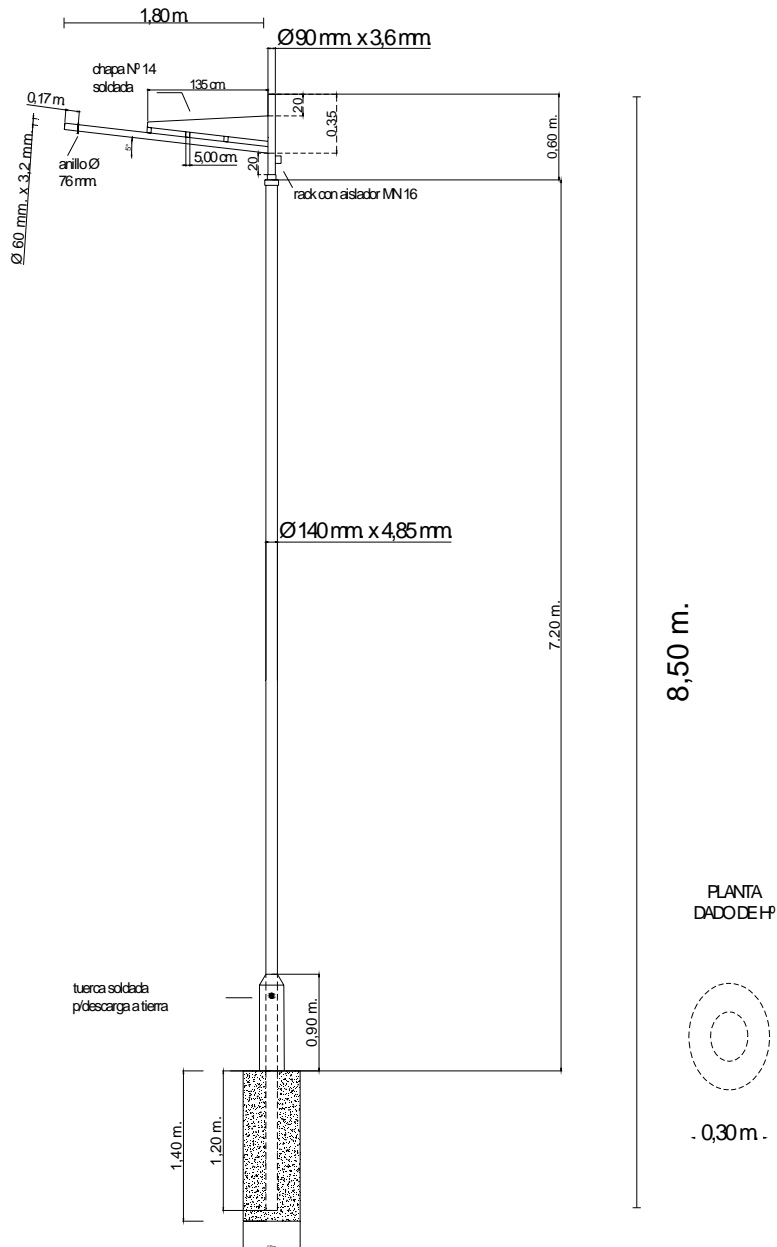 1,80 m.
Ø 90 mm. x 3,6 mm.
chapa Nº 14
soldada
135 cm.
0,17 m.
20
0,35
0,60 m.
anillo Ø
76 mm.
5°
5,00 cm.
20
rack con aislador MN 16
Ø 60 mm. x 3,2 mm.
Ø 140 mm. x 4,85 mm.
7.20 m.
8,50 m.
PLANTA
DADO DE Hº
tuerca soldada
p/descarga a tierra
0,90 m.
1,40 m.
1,20 m.
0,30 m.